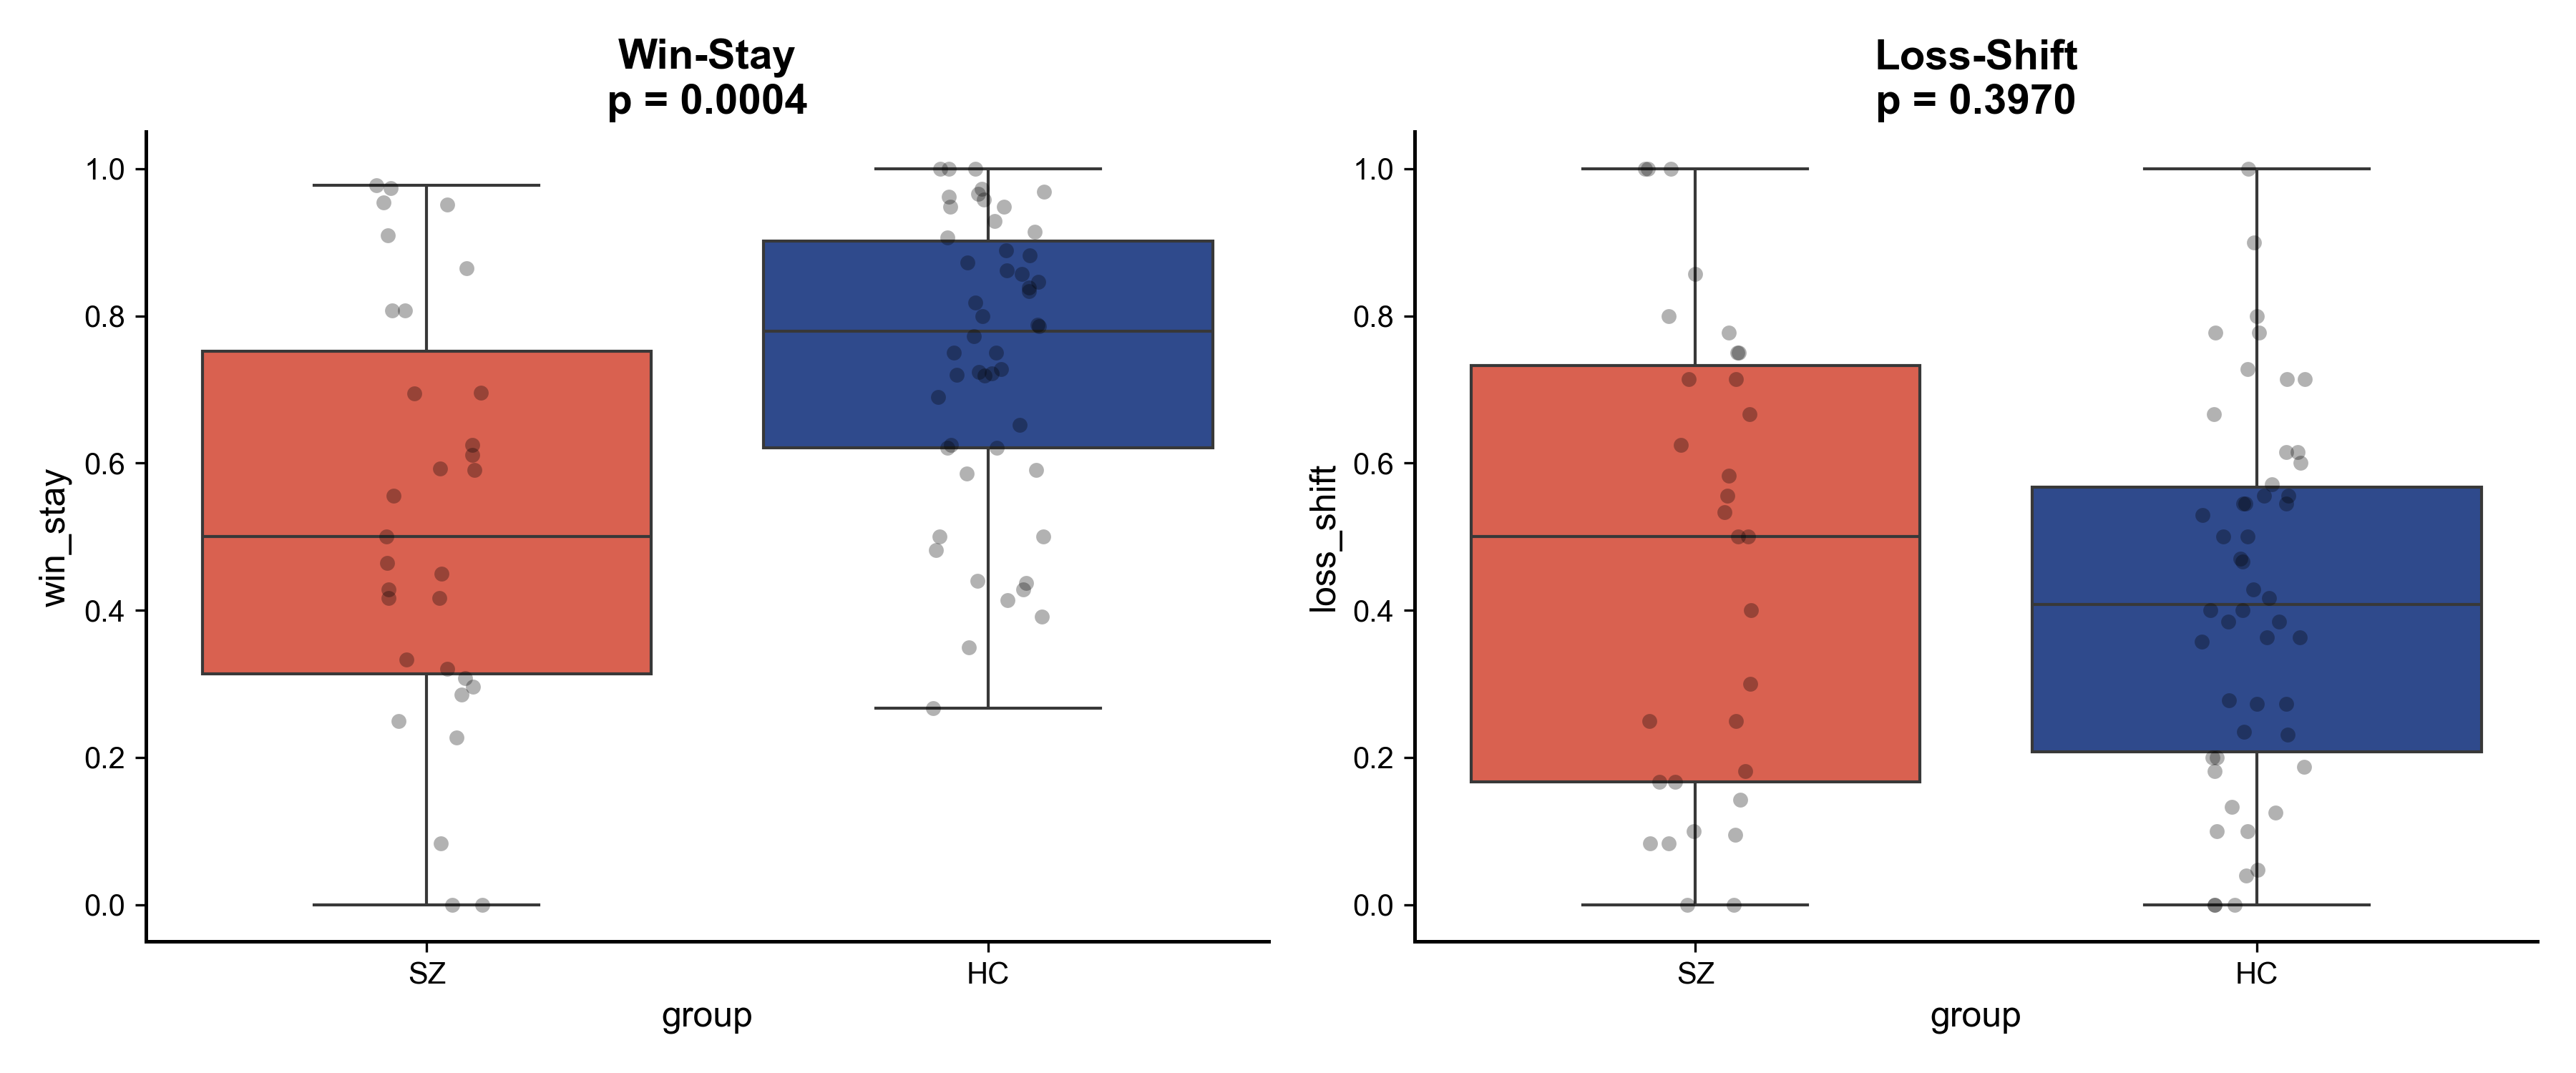 Win-Stay
p = 0.0004
win_stay
1.0
0.8
0.6
0.4
0.2
0.0
SZ
HC
group
Loss-Shift
p = 0.3970
loss_shift
1.0
0.8
0.6
0.4
0.2
0.0
SZ
HC
group